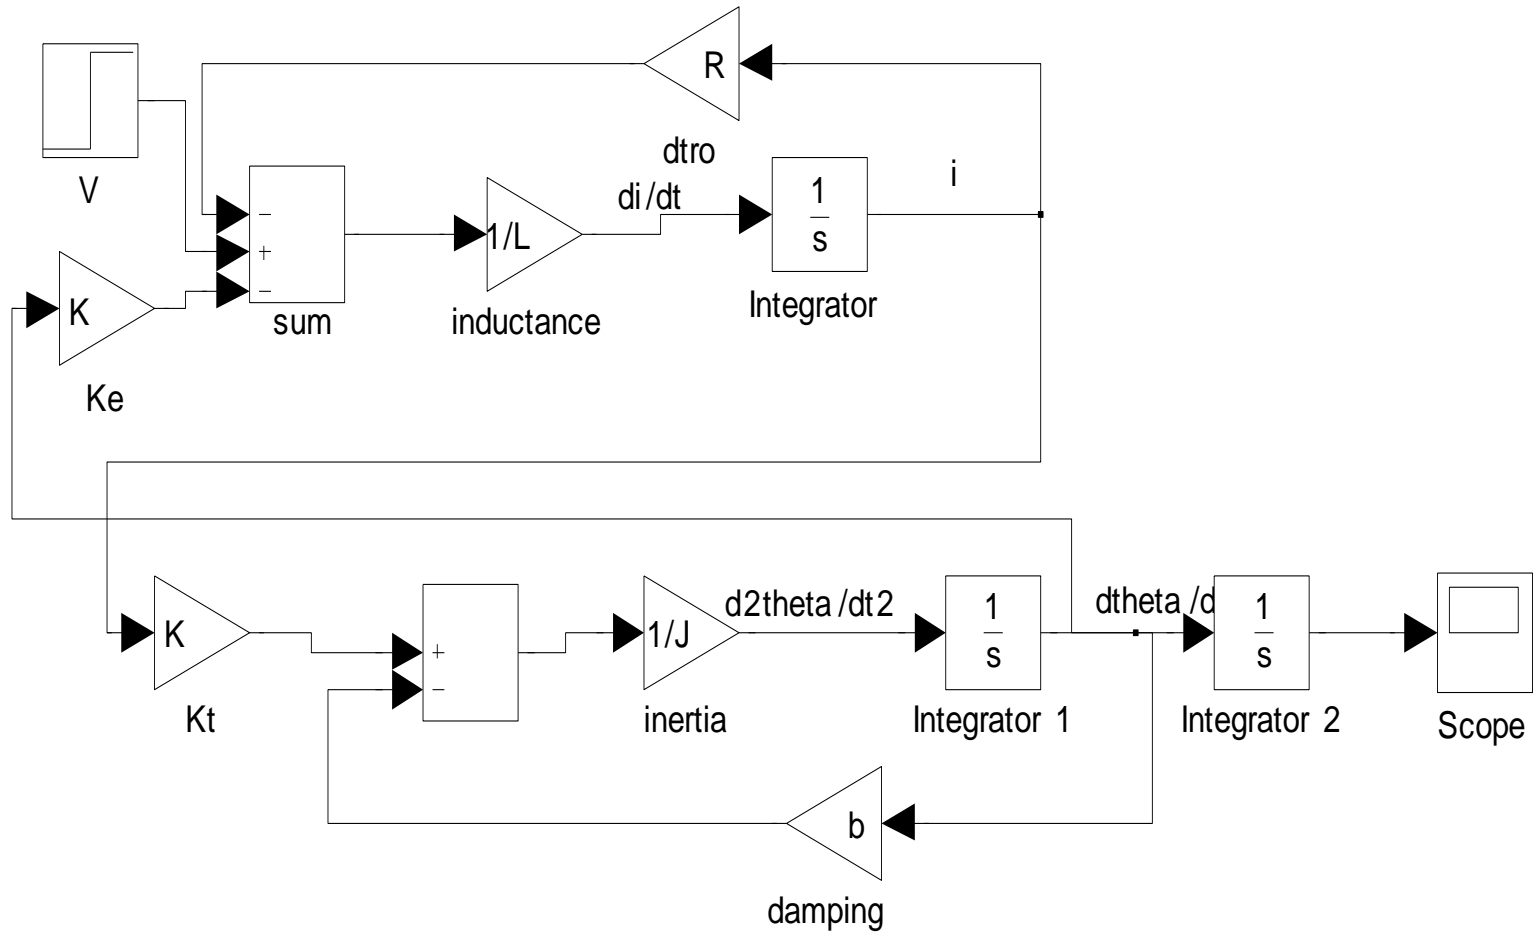 R
V
dtro
di/dt
i
1
s
−
+
−
1/L
K
Integrator
sum
inductance
Ke
K
+
−
1/J
d2theta/dt2
1
s
dtheta/d
1
s
Kt
inertia
Integrator 1
Integrator 2
Scope
b
damping